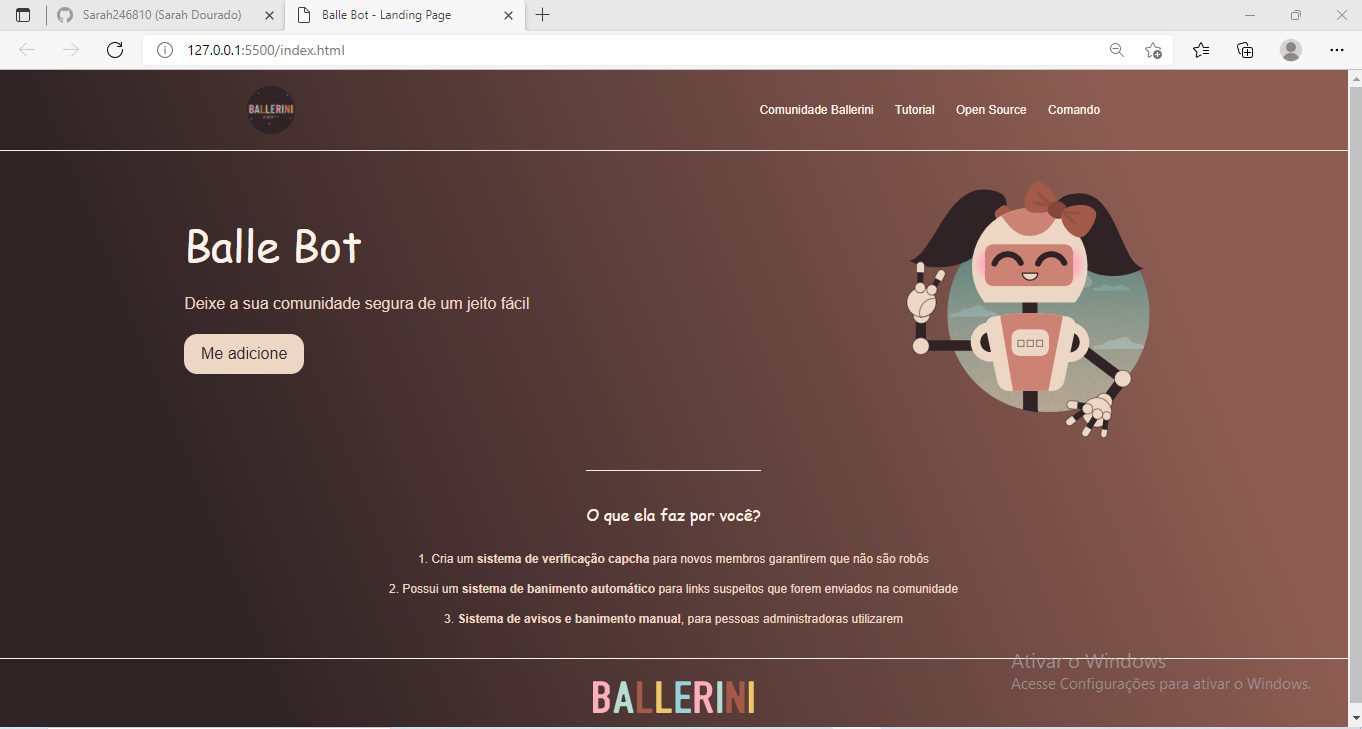 Sarah246810 (Sarah Dourado)
Balle Bot - Landing Page
127.0.0.1:5500/index.html
BALLERINI
Comunidade Ballerini Tutorial Open Source Comando
Balle Bot
Deixe a sua comunidade segura de um jeito fácil
Me adicione
O que ela faz por você?
1. Cria um sistema de verificação capcha para novos membros garantirem que não são robôs
2. Possui um sistema de banimento automático para links suspeitos que forem enviados na comunidade
3. Sistema de avisos e banimento manual, para pessoas administradoras utilizarem
Ativar o Windows
Acesse Configurações para ativar o Windows.
BALLERINI